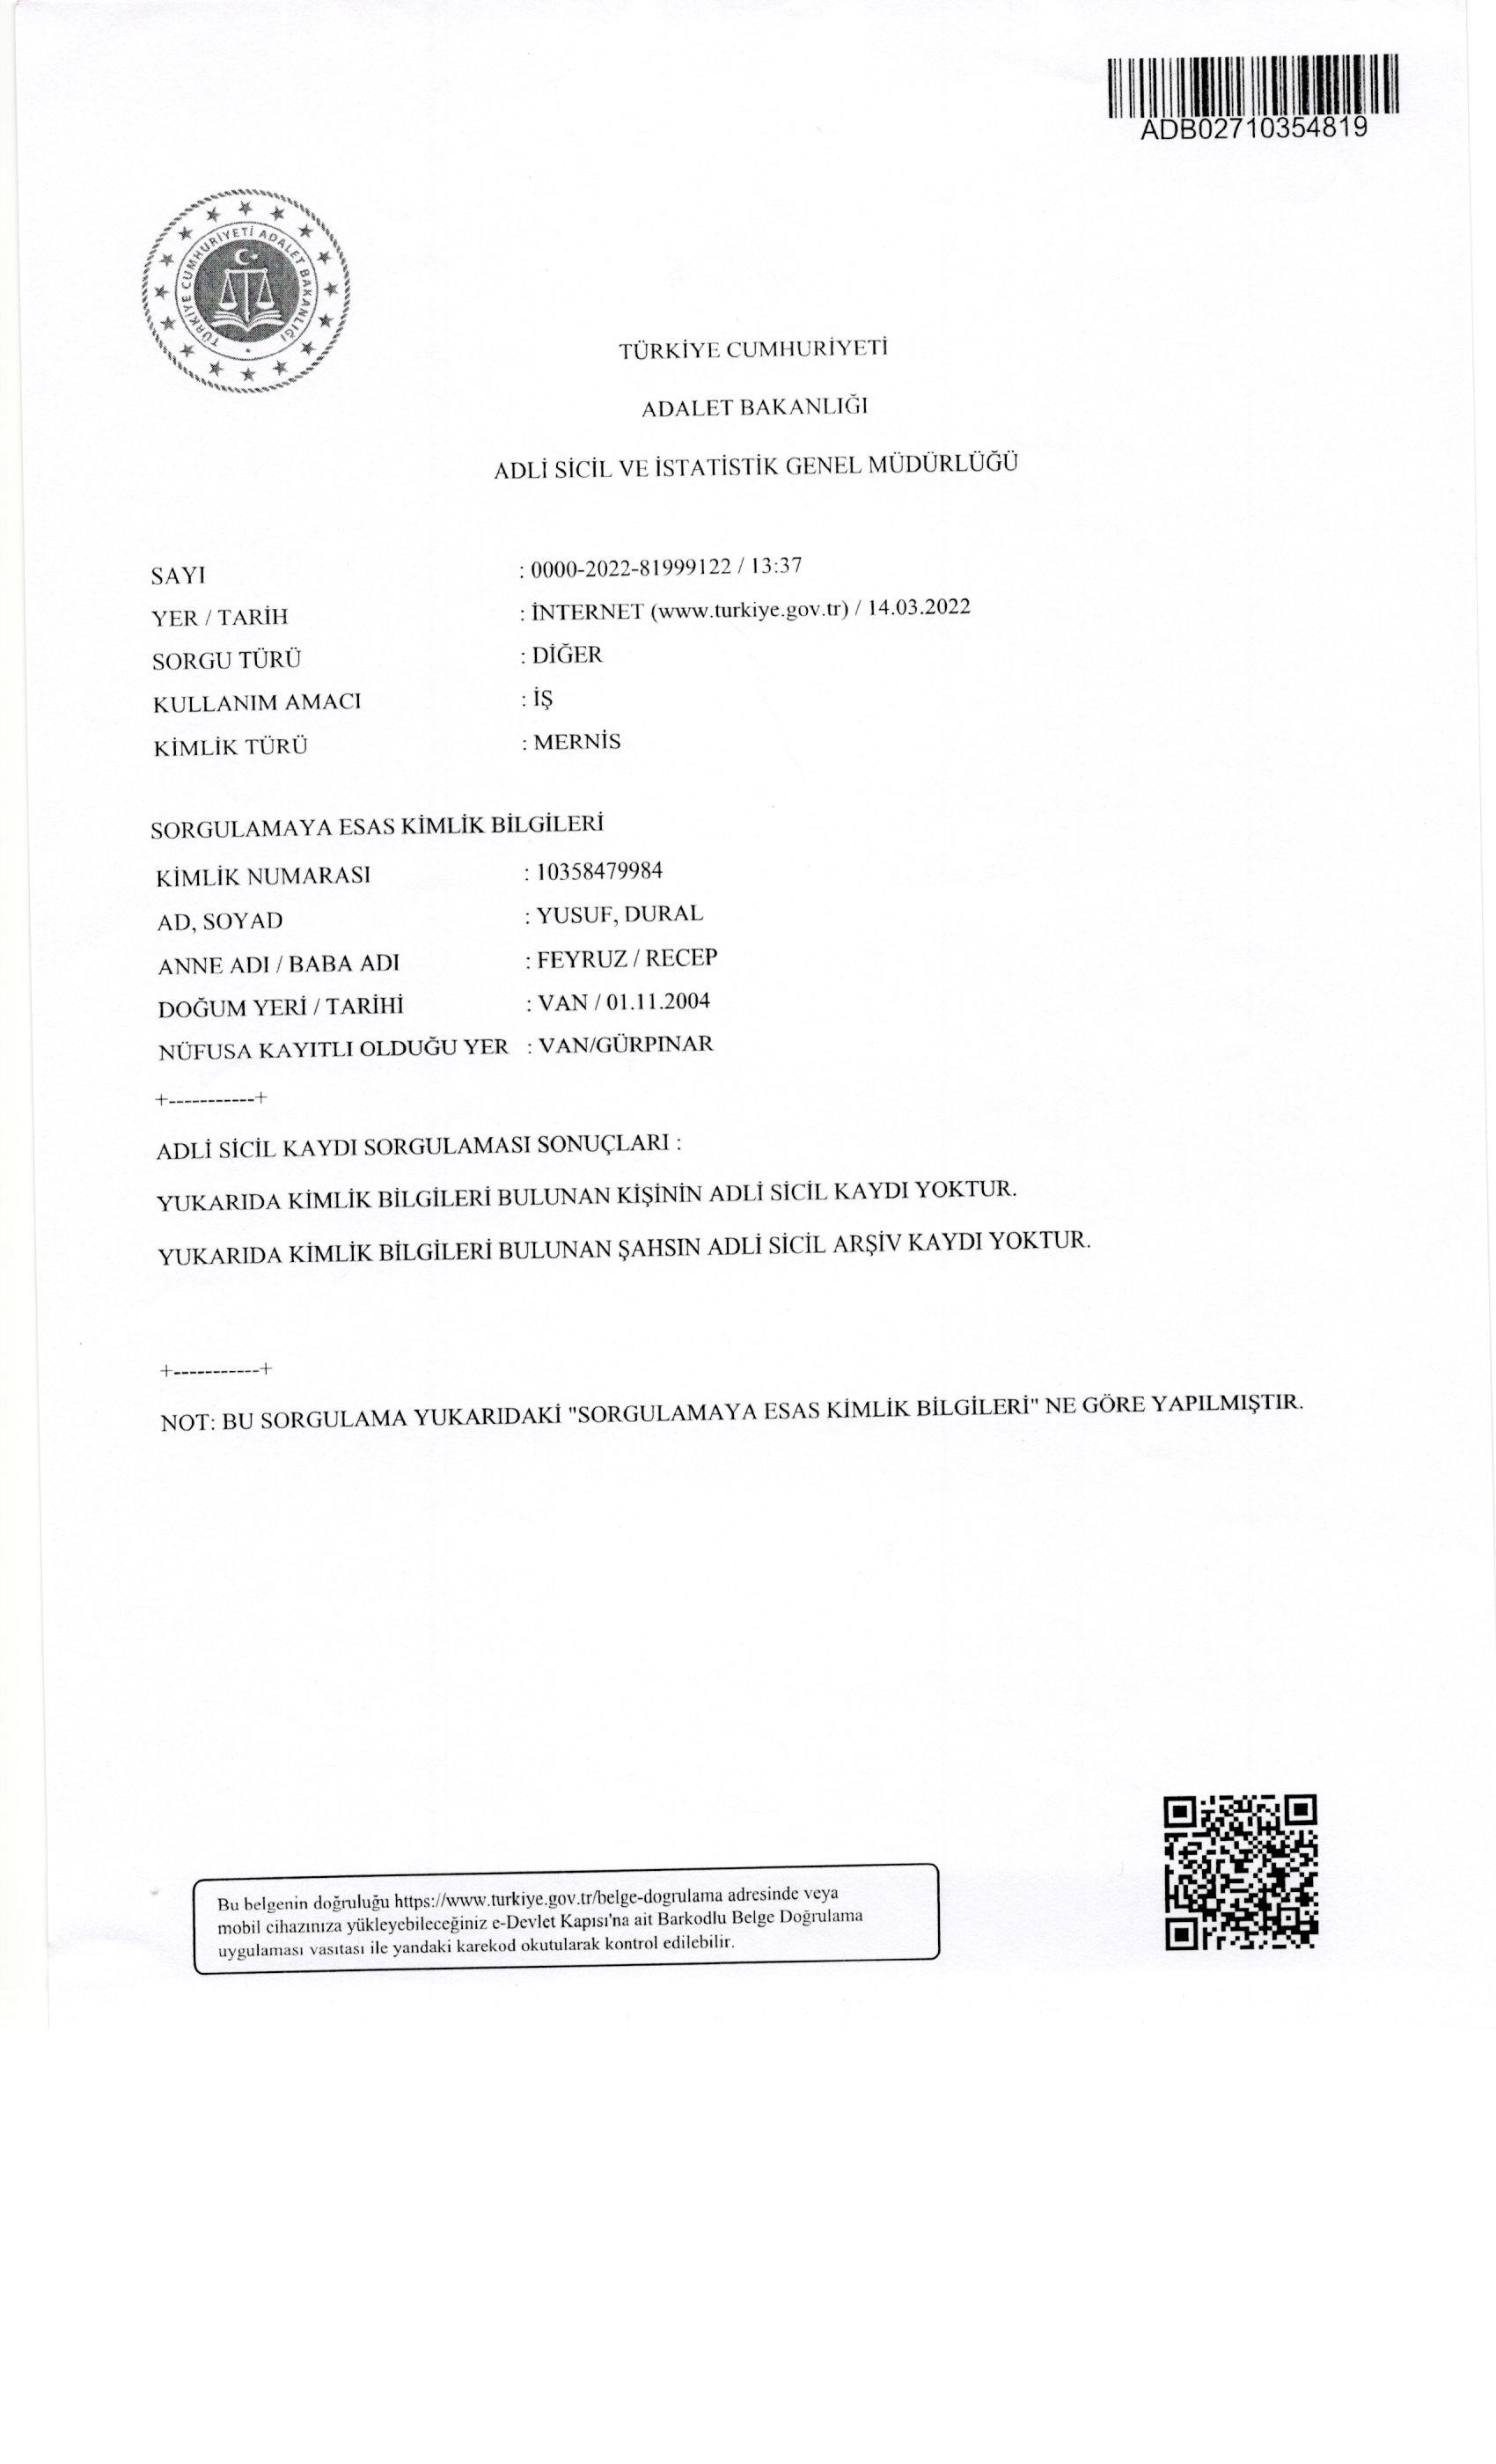 ADB02710354819
TÜRKİYE CUMHURİYETİ ADALET BAKANLIĞI
TÜRKİYE CUMHURİYETİ
ADALET BAKANLIĞI
ADLİ SİCİL VE İSTATİSTİK GENEL MÜDÜRLÜĞÜ
SAYI : 0000-2022-81999122 / 13:37
YER / TARİH : İNTERNET (www.turkiye.gov.tr) / 14.03.2022
SORGU TÜRÜ : DİĞER
KULLANIM AMACI : İŞ
KİMLİK TÜRÜ : MERNİS
SORGULAMAYA ESAS KİMLİK BİLGİLERİ
KİMLİK NUMARASI : 10358479984
AD, SOYAD : YUSUF, DURAL
ANNE ADI / BABA ADI : FEYRUZ / RECEP
DOĞUM YERİ / TARİHİ : VAN / 01.11.2004
NÜFUSA KAYITLI OLDUĞU YER : VAN/GÜRPINAR
+-----------+
ADLİ SİCİL KAYDI SORGULAMASI SONUÇLARI :
YUKARIDA KİMLİK BİLGİLERİ BULUNAN KİŞİNİN ADLİ SİCİL KAYDI YOKTUR.
YUKARIDA KİMLİK BİLGİLERİ BULUNAN ŞAHSIN ADLİ SİCİL ARŞİV KAYDI YOKTUR.
+-----------+
NOT: BU SORGULAMA YUKARIDAKİ "SORGULAMAYA ESAS KİMLİK BİLGİLERİ" NE GÖRE YAPILMIŞTIR.
Bu belgenin doğruluğu https://www.turkiye.gov.tr/belge-dogrulama adresinde veya
mobil cihazınıza yükleyebileceğiniz e-Devlet Kapısı'na ait Barkodlu Belge Doğrulama
uygulaması vasıtası ile yandaki karekod okutularak kontrol edilebilir.